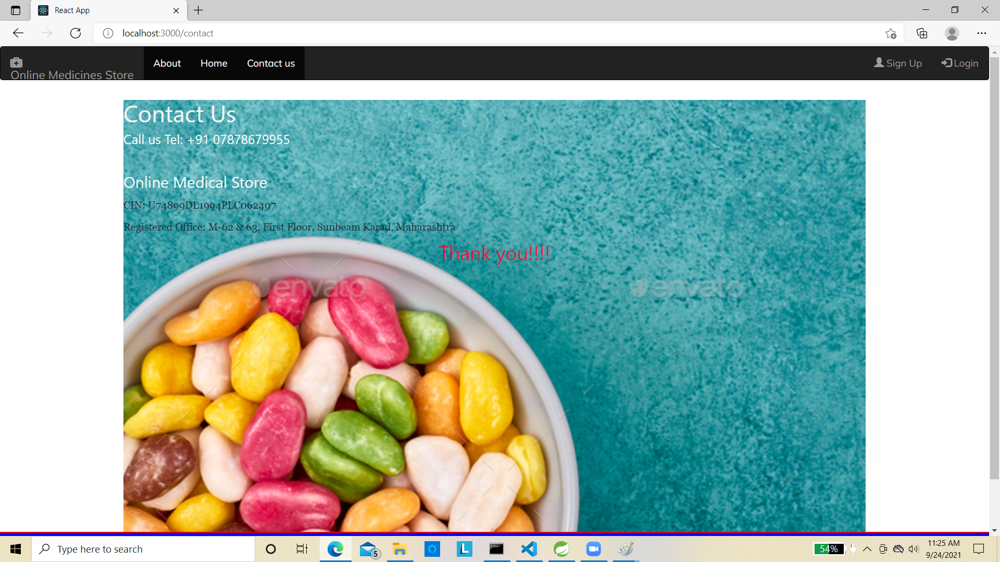 React App
localhost:3000/contact
Online Medicines Store
About
Home
Contact us
Sign Up
Login
Contact Us
Call us Tel: +91 07878679955
Online Medical Store
CIN: U74899DL1994PLC062407
Registered Office: M-62 & 63, First Floor, Sunbeam Karad, Maharashtra
Thank you!!!!
envato
envato
Type here to search
5
L
54%
11:25 AM
9/24/2021